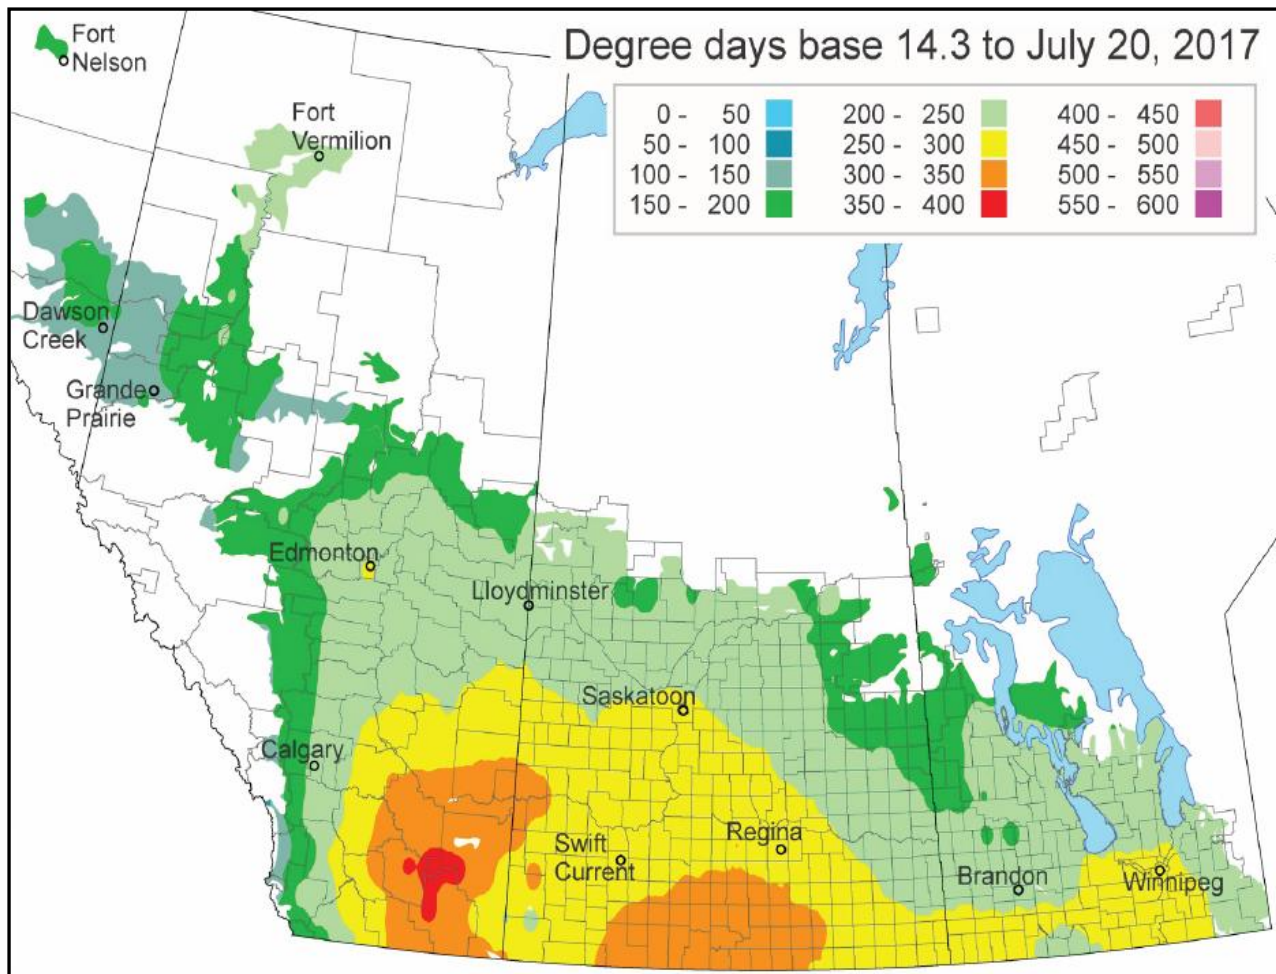 Fort
Nelson
Degree days base 14.3 to July 20, 2017
Fort
Vermilion
0 - 50 200 - 250 400 - 450
50 - 100 250 - 300 450 - 500
100 - 150 300 - 350 500 - 550
150 - 200 350 - 400 550 - 600
Dawson
Creek
Grande
Prairie
Edmonton
Lloydminster
Saskatoon
Calgary
Regina
Swift
Current
Brandon
Winnipeg